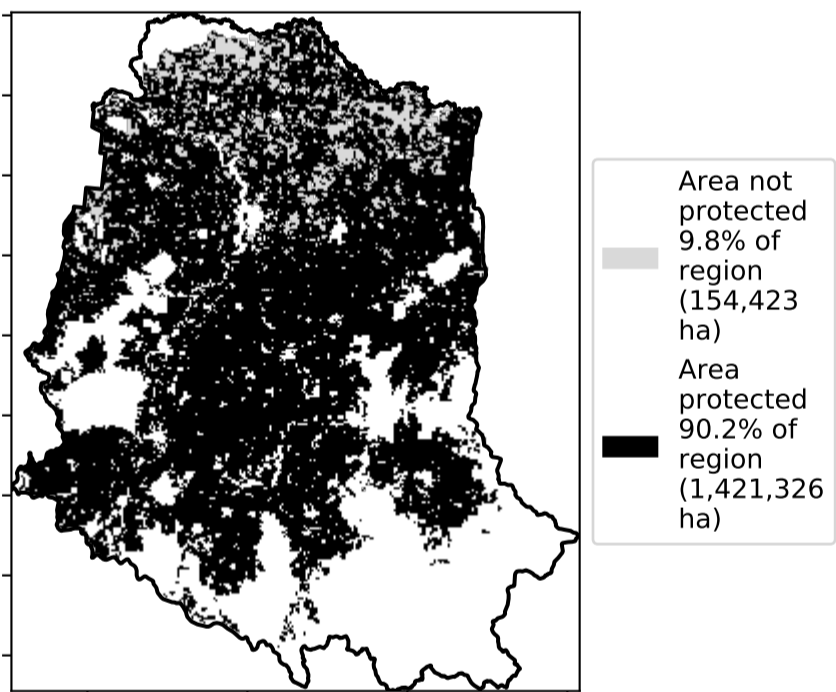 Area not
protected
9.8% of
region
(154,423
ha)
Area
protected
90.2% of
region
(1,421,326
ha)